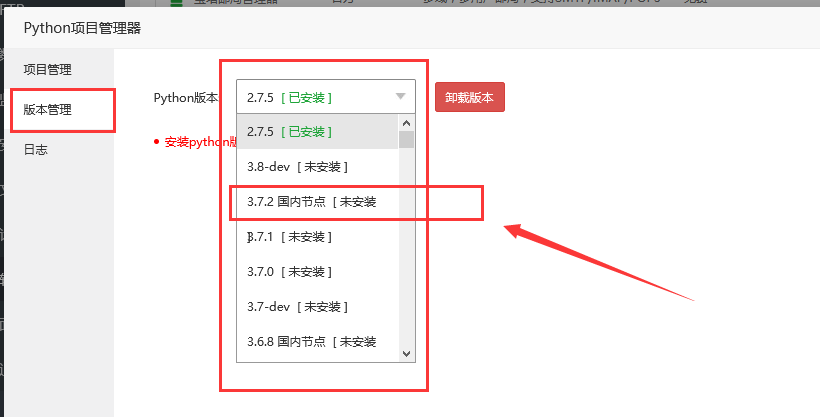 Python项目管理器
项目管理
版本管理
日志
Python版本
2.7.5 [已安装]
卸载版本
安装python版
2.7.5 [已安装]
3.8-dev [未安装]
3.7.2 国内节点 [未安装
3.7.1 [未安装]
3.7.0 [未安装]
3.7-dev [未安装]
3.6.8 国内节点 [未安装